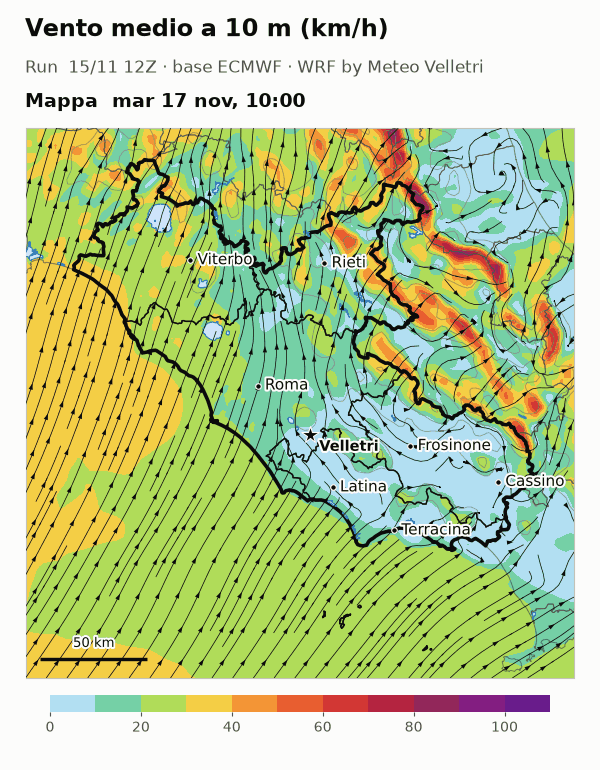 Vento medio a 10 m (km/h)
Run  15/11 12Z · base ECMWF · WRF by Meteo Velletri
Mappa  mar 17 nov, 10:00
Viterbo
Rieti
Roma
Velletri
Frosinone
Latina
Cassino
Terracina
50 km
0 20 40 60 80 100